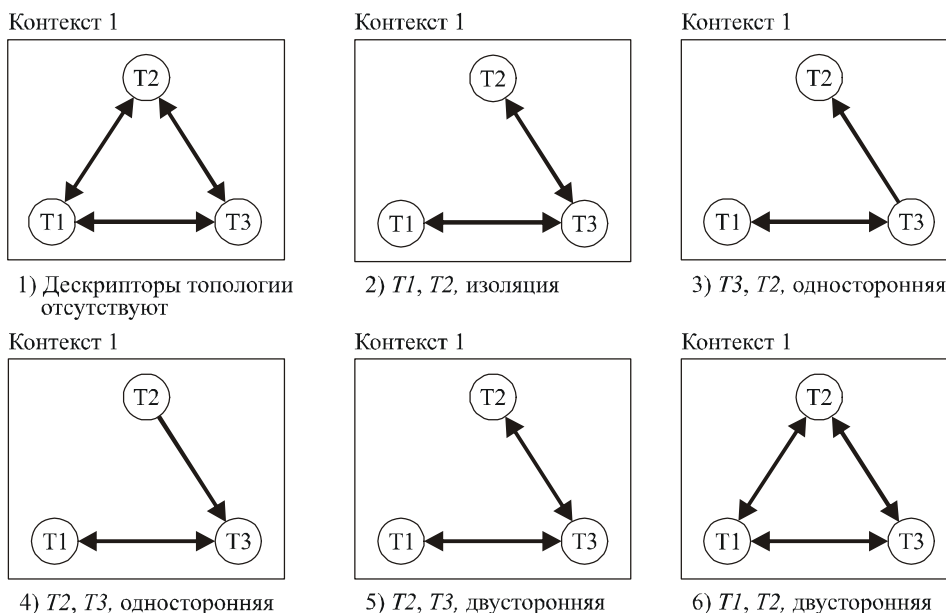 Контекст 1
Контекст 1
Контекст 1
T2
T2
T2
T1
T3
T1
T3
T1
T3
1) Дескрипторы топологии
отсутствуют
2) T1, T2, изоляция
3) T3, T2, односторонняя
Контекст 1
Контекст 1
Контекст 1
T2
T2
T2
T1
T3
T1
T3
T1
T3
4) T2, T3, односторонняя
5) T2, T3, двусторонняя
6) T1, T2, двусторонняя